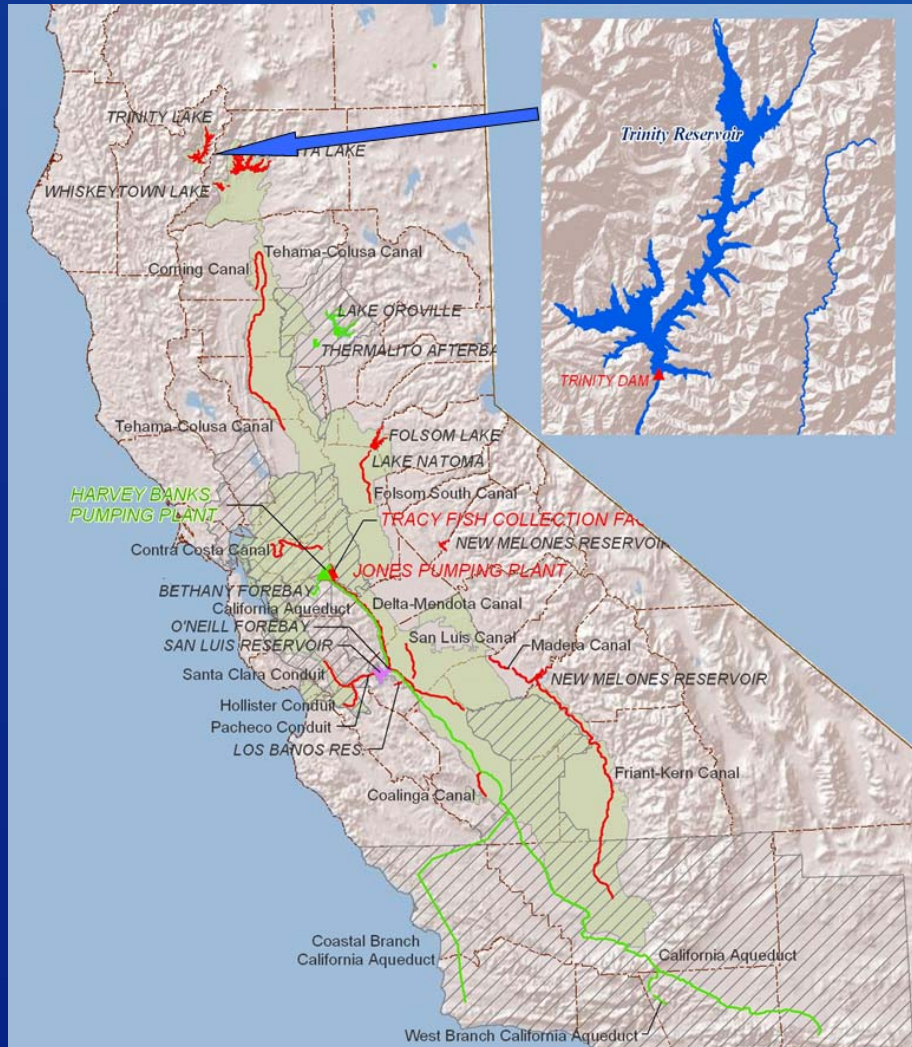 TRINITY LAKE
TA LAKE
WHISKEYTOWN LAKE
Trinity Reservoir
TRINITY DAM
Tehama-Colusa Canal
Corning Canal
LAKE OROVILLE
THERMALITO AFTERBA
Tehama-Colusa Canal
FOLSOM LAKE
LAKE NATOMA
Folsom South Canal
HARVEY BANKS
PUMPING PLANT
TRACY FISH COLLECTION FAC
NEW MELONES RESERVOIR
Contra Costa Canal
JONES PUMPING PLANT
BETHANY FOREBAY
California Aqueduct
Delta-Mendota Canal
O'NEILL FOREBAY
SAN LUIS RESERVOIR
San Luis Canal
Madera Canal
Santa Clara Conduit
NEW MELONES RESERVOIR
Hollister Conduit
Pacheco Conduit
LOS BANOS RES.
Coalinga Canal
Friant-Kern Canal
Coastal Branch
California Aqueduct
California Aqueduct
West Branch California Aqueduct